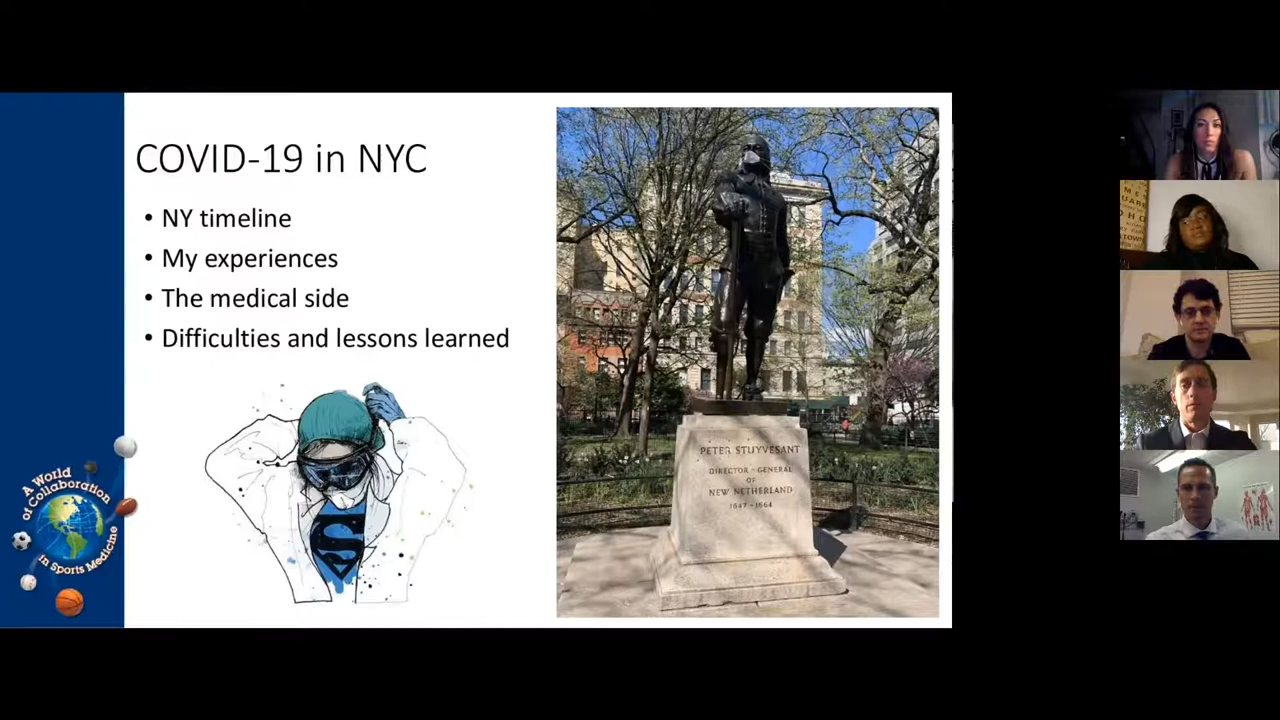 COVID-19 in NYC
• NY timeline
• My experiences
• The medical side
• Difficulties and lessons learned
A World
of Collaboration
in Sports Medicine
S
PETER STUYVESANT
DIRECTOR - GENERAL
OF
NEW NETHERLAND
1647 - 1664